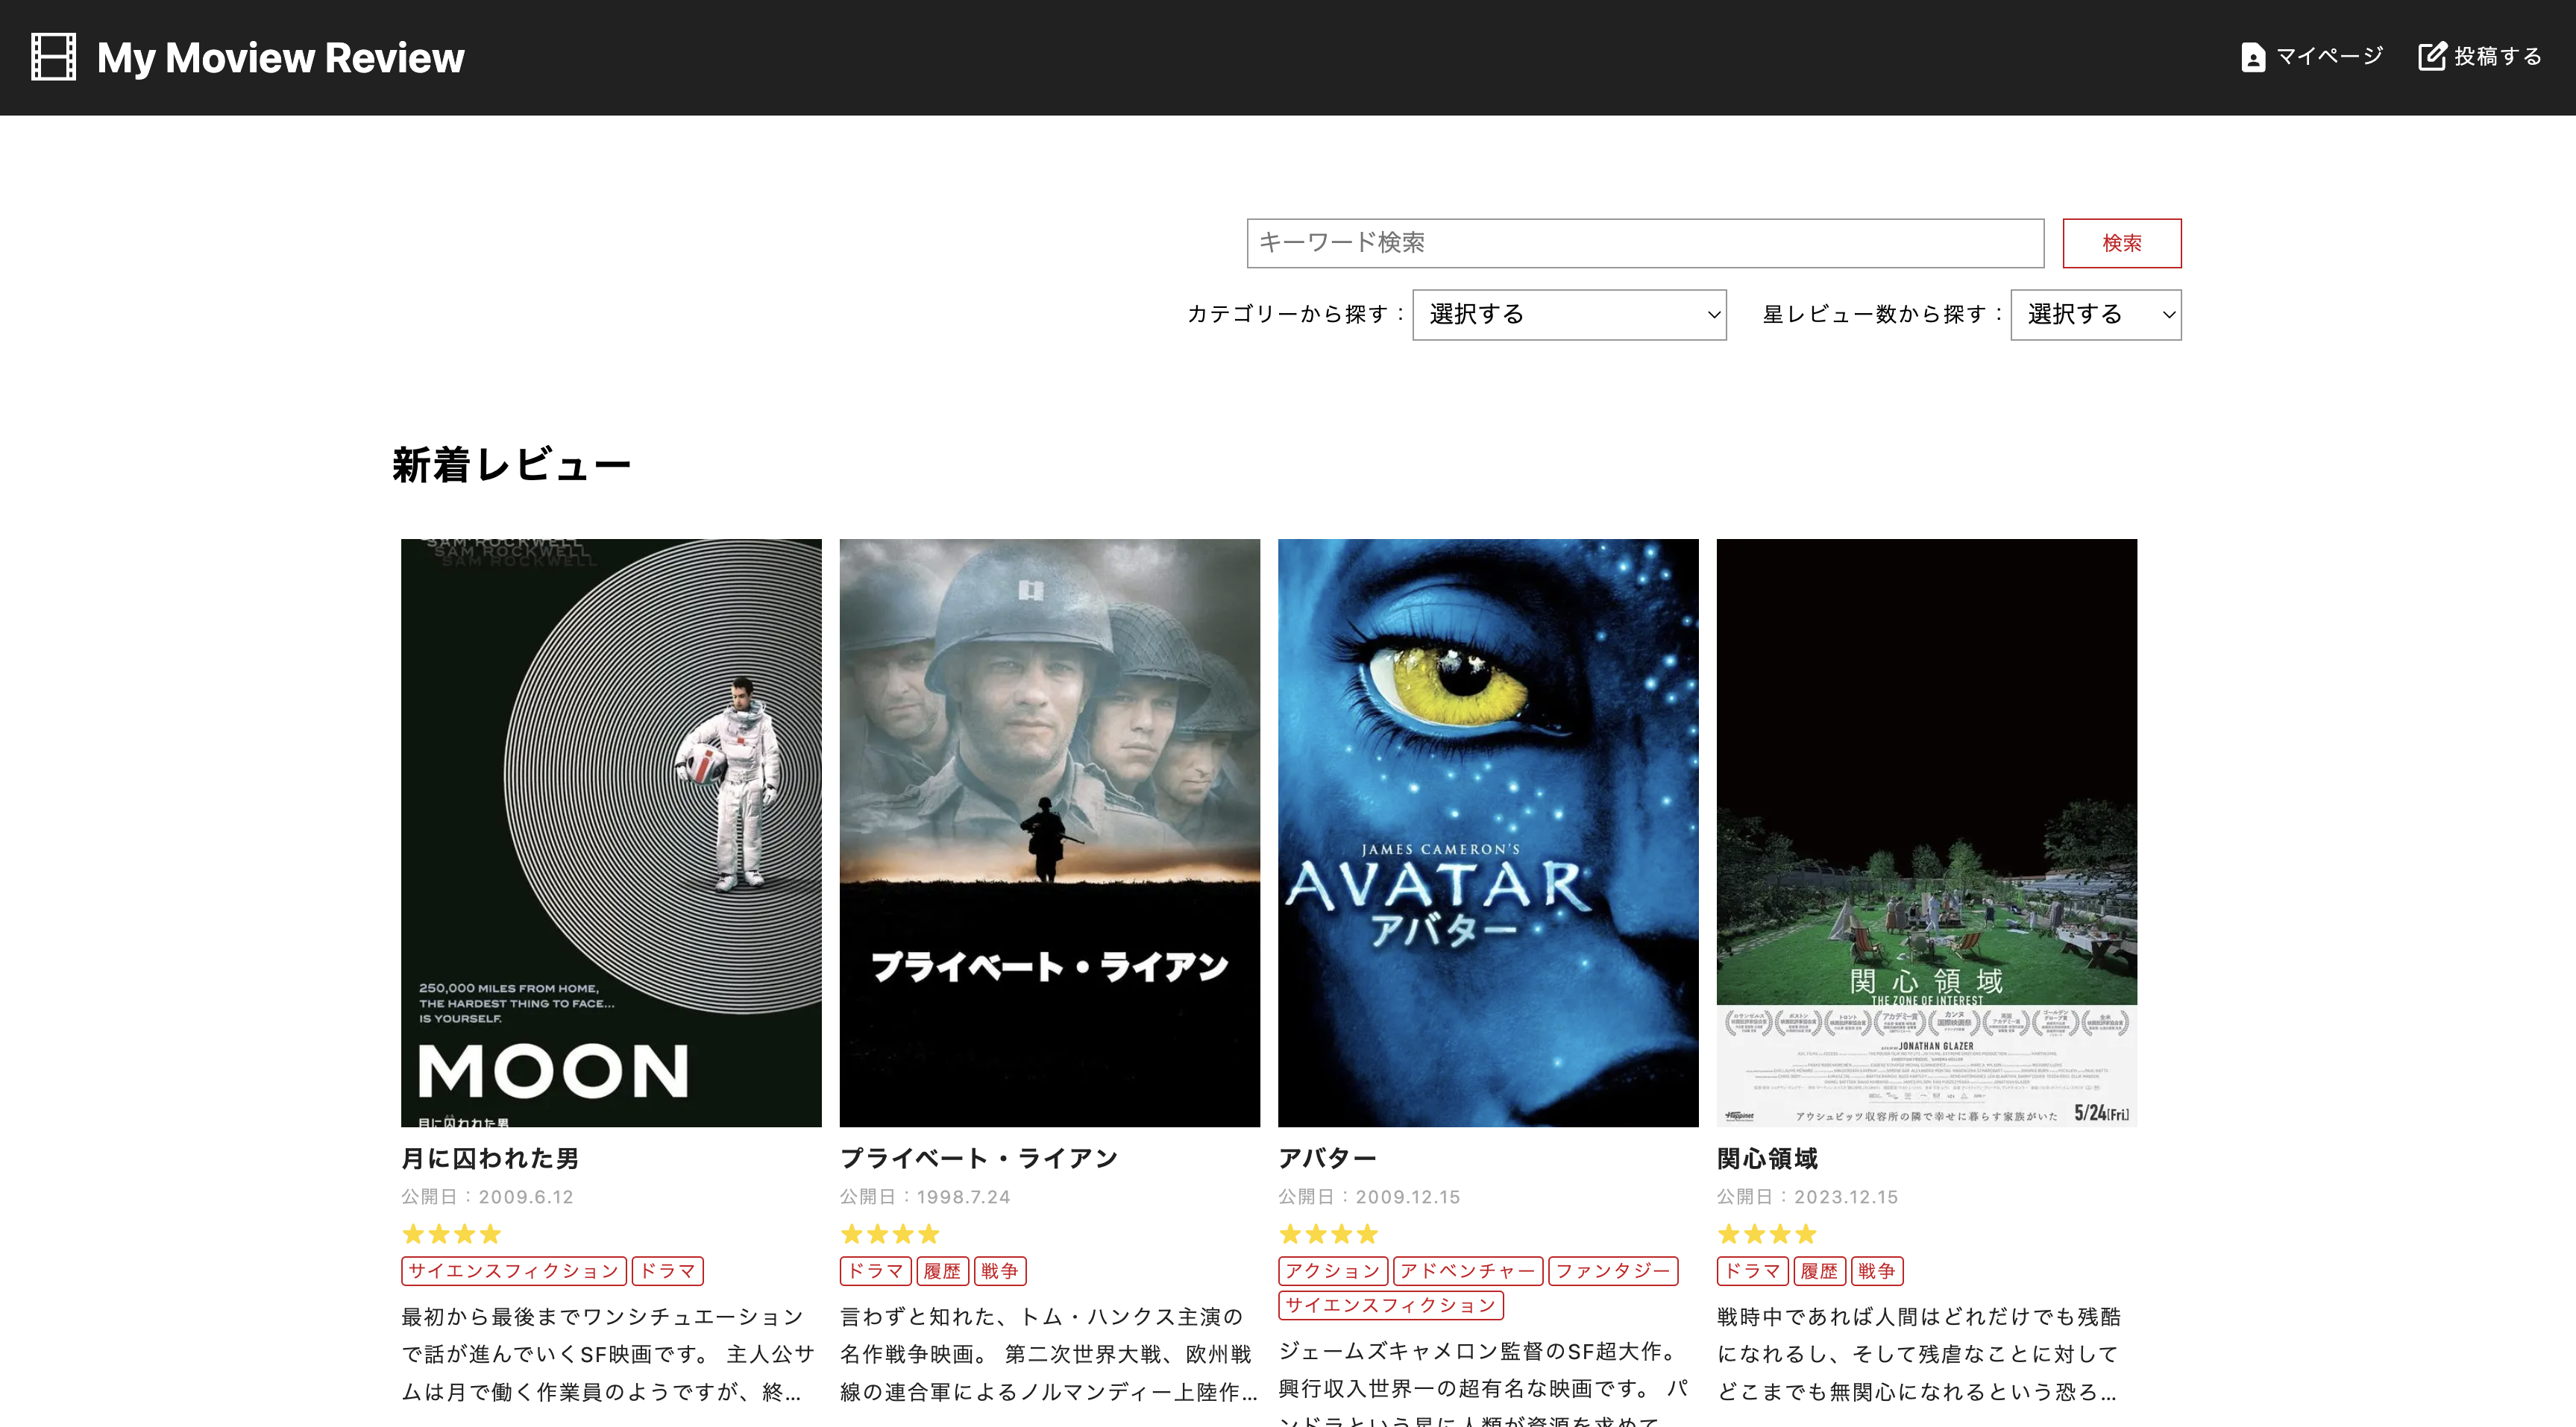 My Moview Review
マイページ
投稿する
キーワード検索
検索
カテゴリーから探す：
選択する
星レビュー数から探す：
選択する
新着レビュー
SAM ROCKWELL
SAM ROCKWELL
SAM ROCKWELL
250,000 MILES FROM HOME,
THE HARDEST THING TO FACE...
IS YOURSELF.
MOON
月に囚われた男
月に囚われた男
公開日：2009.6.12
サイエンスフィクション
ドラマ
最初から最後までワンシチュエーション
で話が進んでいくSF映画です。 主人公サ
ムは月で働く作業員のようですが、終...
プライベート・ライアン
プライベート・ライアン
公開日：1998.7.24
ドラマ
履歴
戦争
言わずと知れた、トム・ハンクス主演の
名作戦争映画。 第二次世界大戦、欧州戦
線の連合軍によるノルマンディー上陸作...
JAMES CAMERON'S
AVATAR
アバター
アバター
公開日：2009.12.15
アクション
アドベンチャー
ファンタジー
サイエンスフィクション
ジェームズキャメロン監督のSF超大作。
興行収入世界一の超有名な映画です。 パ
ンドラという星に人類が資源を求めて
関心領域
THE ZONE OF INTEREST
JONATHAN GLAZER
Happinet
アウシュビッツ収容所の隣で幸せに暮らす家族がいた
5/24[Fri.]
関心領域
公開日：2023.12.15
ドラマ
履歴
戦争
戦時中であれば人間はどれだけでも残酷
になれるし、そして残虐なことに対して
どこまでも無関心になれるという恐ろ...